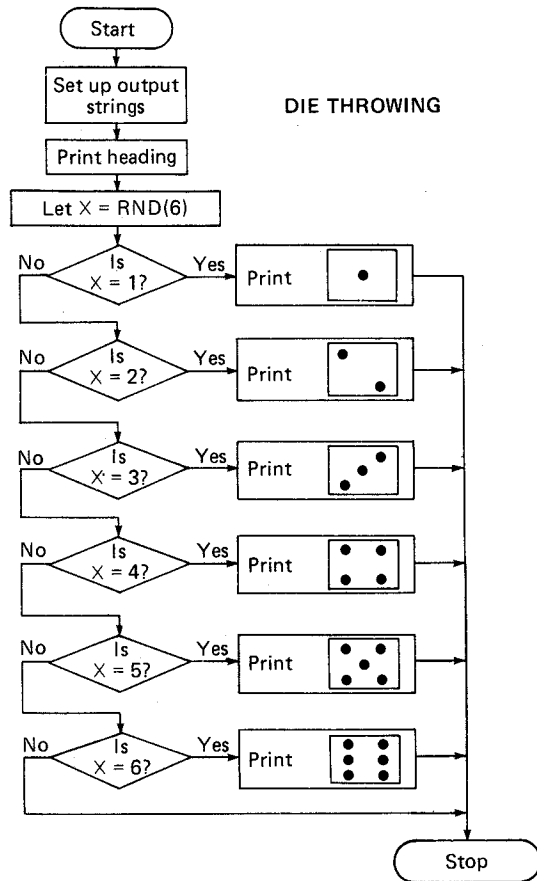 Start
Set up output
strings
DIE THROWING
Print heading
Let X = RND(6)
No
Is
X = 1?
Yes
Print
No
Is
X = 2?
Yes
Print
No
Is
X = 3?
Yes
Print
No
Is
X = 4?
Yes
Print
No
Is
X = 5?
Yes
Print
No
Is
X = 6?
Yes
Print
Stop